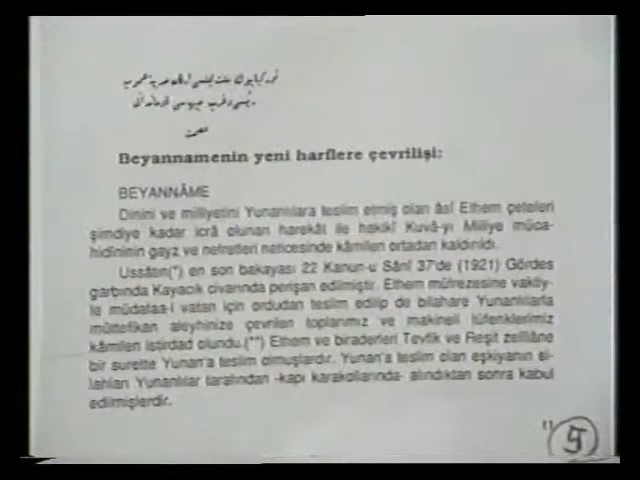 Beyannamenin yeni harflere çevrilişi:
BEYANNÂME
Dinini ve milliyetini Yunanlılara teslim etmiş olan âsî Ethem çeteleri
şimdiye kadar icrâ olunan harekât ile hakikî Kuvâ-yı Milliye müca-
hidîninin gayz ve nefretleri neticesinde kâmilen ortadan kaldırıldı.
Ussâtın(*) en son bakayası 22 Kanun-u Sânî 37'de (1921) Gördes
garbında Kayacık civarında perişan edilmiştir. Ethem müfrezesine vaktiy-
le müdafaa-i vatan için ordudan teslim edilip de bilahare Yunanlılarla
müttefikan aleyhinize çevrilen toplarımız ve makineli tüfenklerimiz
kâmilen istirdad olundu.(**) Ethem ve biraderleri Tevfik ve Reşit zelîlâne
bir surette Yunan'a teslim olmuşlardır. Yunan'a teslim olan eşkiyanın si-
lahları Yunanlılar tarafından -kapı karakollarında- alındıktan sonra kabul
edilmişlerdir.